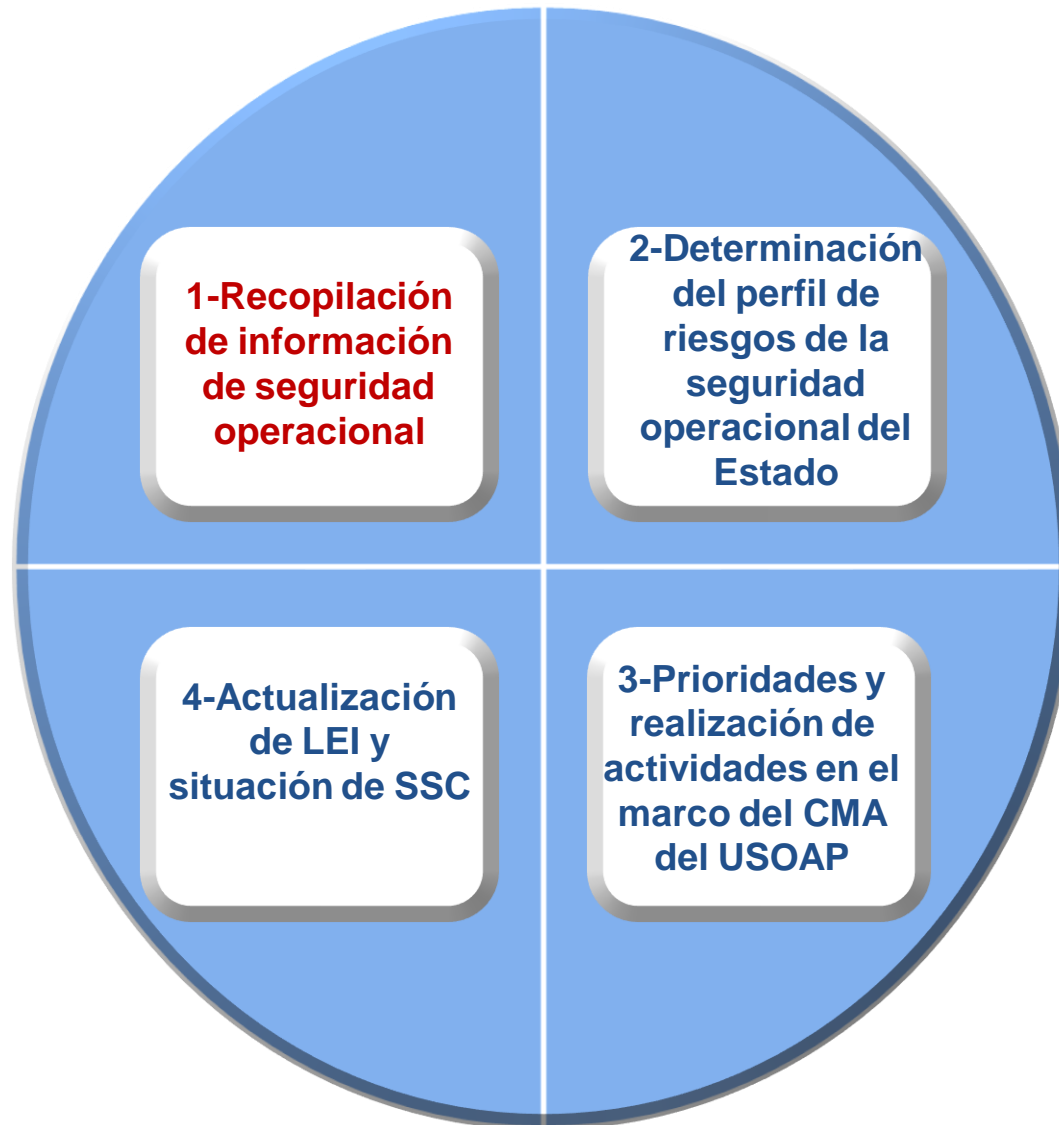 1-Recopilación
de información
de seguridad
operacional
2-Determinación
del perfil de
riesgos de la
seguridad
operacional del
Estado
3-Prioridades y
realización de
actividades en el
marco del CMA
del USOAP
4-Actualización
de LEI y
situación de SSC